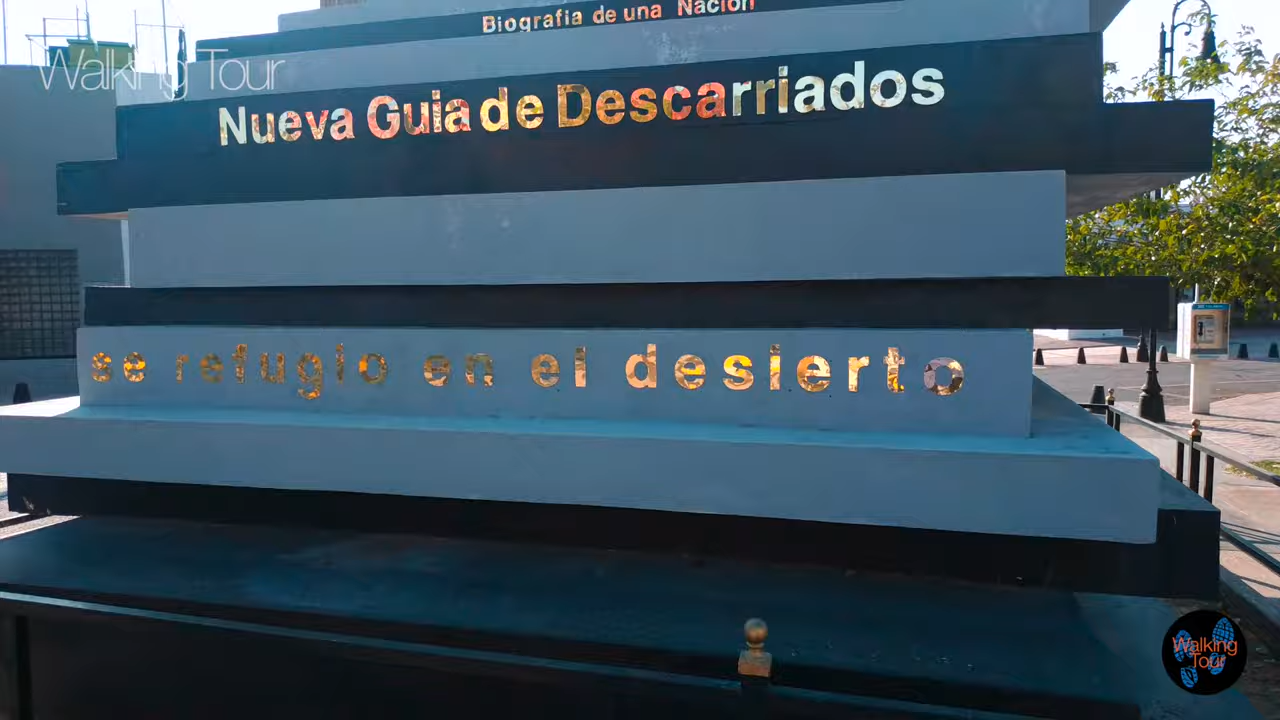 Biografia de una Nacion
Walking Tour
Nueva Guia de Descarriados
se refugio en el desierto
Walking
Tour